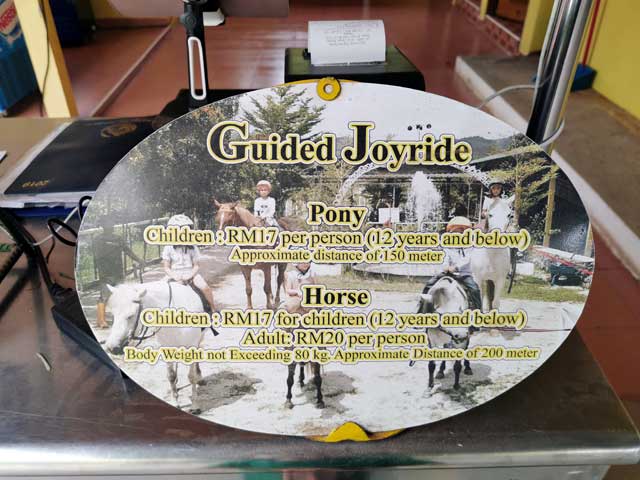 Guided Joyride
Pony
Children : RM17 per person (12 years and below)
Approximate distance of 150 meter
Horse
Children : RM17 for children (12 years and below)
Adult: RM20 per person
Body Weight not Exceeding 80 kg. Approximate Distance of 200 meter
2019